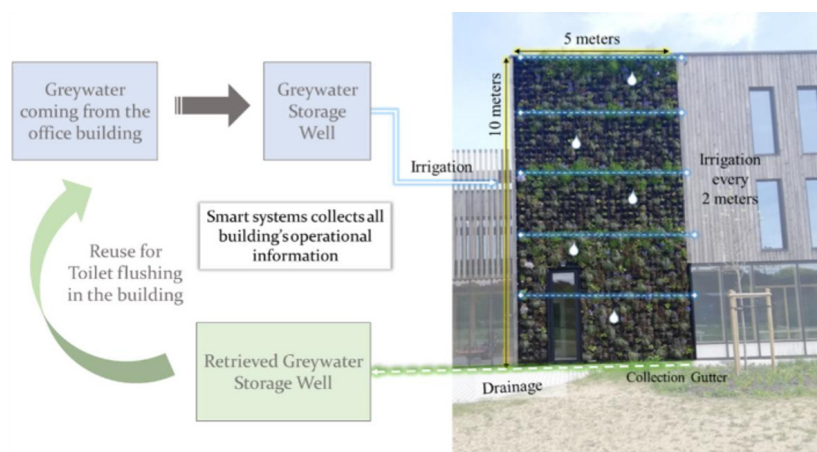 Greywater
coming from the
office building
Greywater
Storage
Well
Irrigation
Smart systems collects all
building's operational
information
Reuse for
Toilet flushing
in the building
Retrieved Greywater
Storage Well
5 meters
10 meters
Irrigation
every
2 meters
Drainage
Collection Gutter